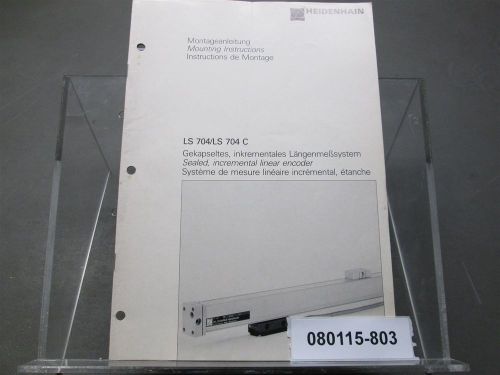 HEIDENHAIN
Montageanleitung
Mounting Instructions
Instructions de Montage
LS 704/LS 704 C
Gekapseltes, inkrementales Längenmeßsystem
Sealed, incremental linear encoder
Système de mesure linéaire incrémental, étanche
080115-803